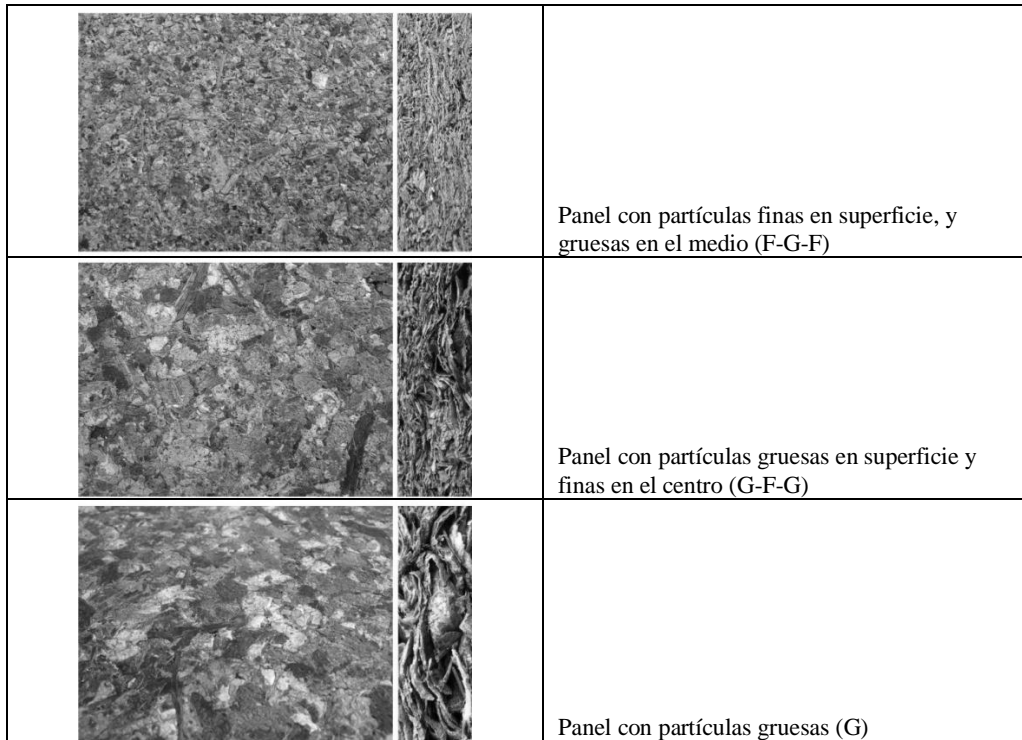 Panel con partículas finas en superficie, y
gruesas en el medio (F-G-F)
Panel con partículas gruesas en superficie y
finas en el centro (G-F-G)
Panel con partículas gruesas (G)